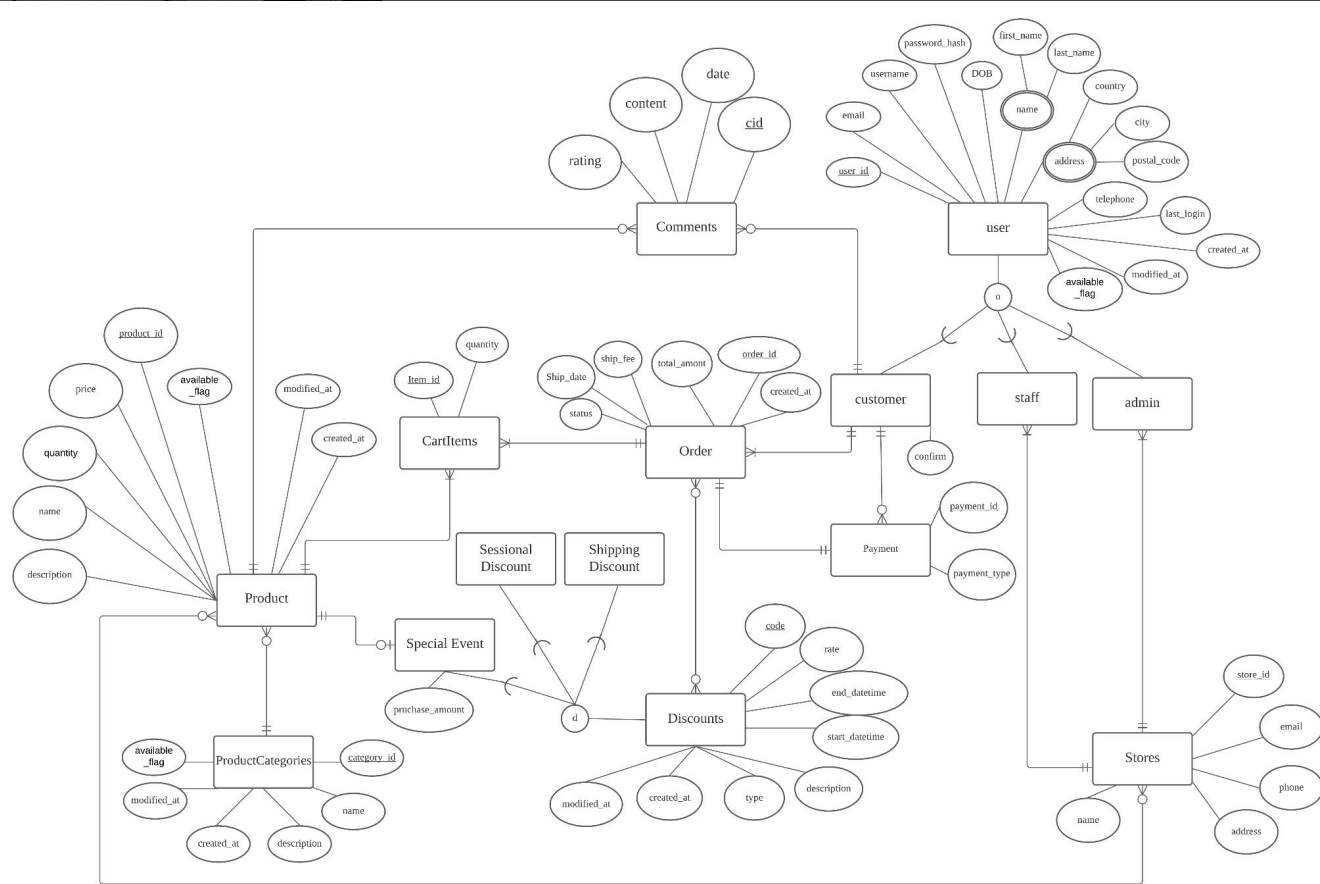 first_name
password_hash
last_name
date
username
DOB
country
content
name
email
cid
city
rating
address
postal_code
user_id
telephone
last_login
Comments
user
created_at
modified_at
available
_flag
o
product_id
quantity
ship_fee
order_id
total_amont
Item_id
Ship_date
available
_flag
price
modified_at
created_at
customer
staff
admin
status
created_at
CartItems
Order
quantity
confirm
name
payment_id
Sessional
Discount
Shipping
Discount
Payment
description
payment_type
Product
code
Special Event
rate
store_id
end_datetime
pruchase_amount
d
Discounts
email
start_datetime
available
_flag
ProductCategories
category_id
Stores
phone
modified_at
name
modified_at
created_at
type
description
name
address
created_at
description